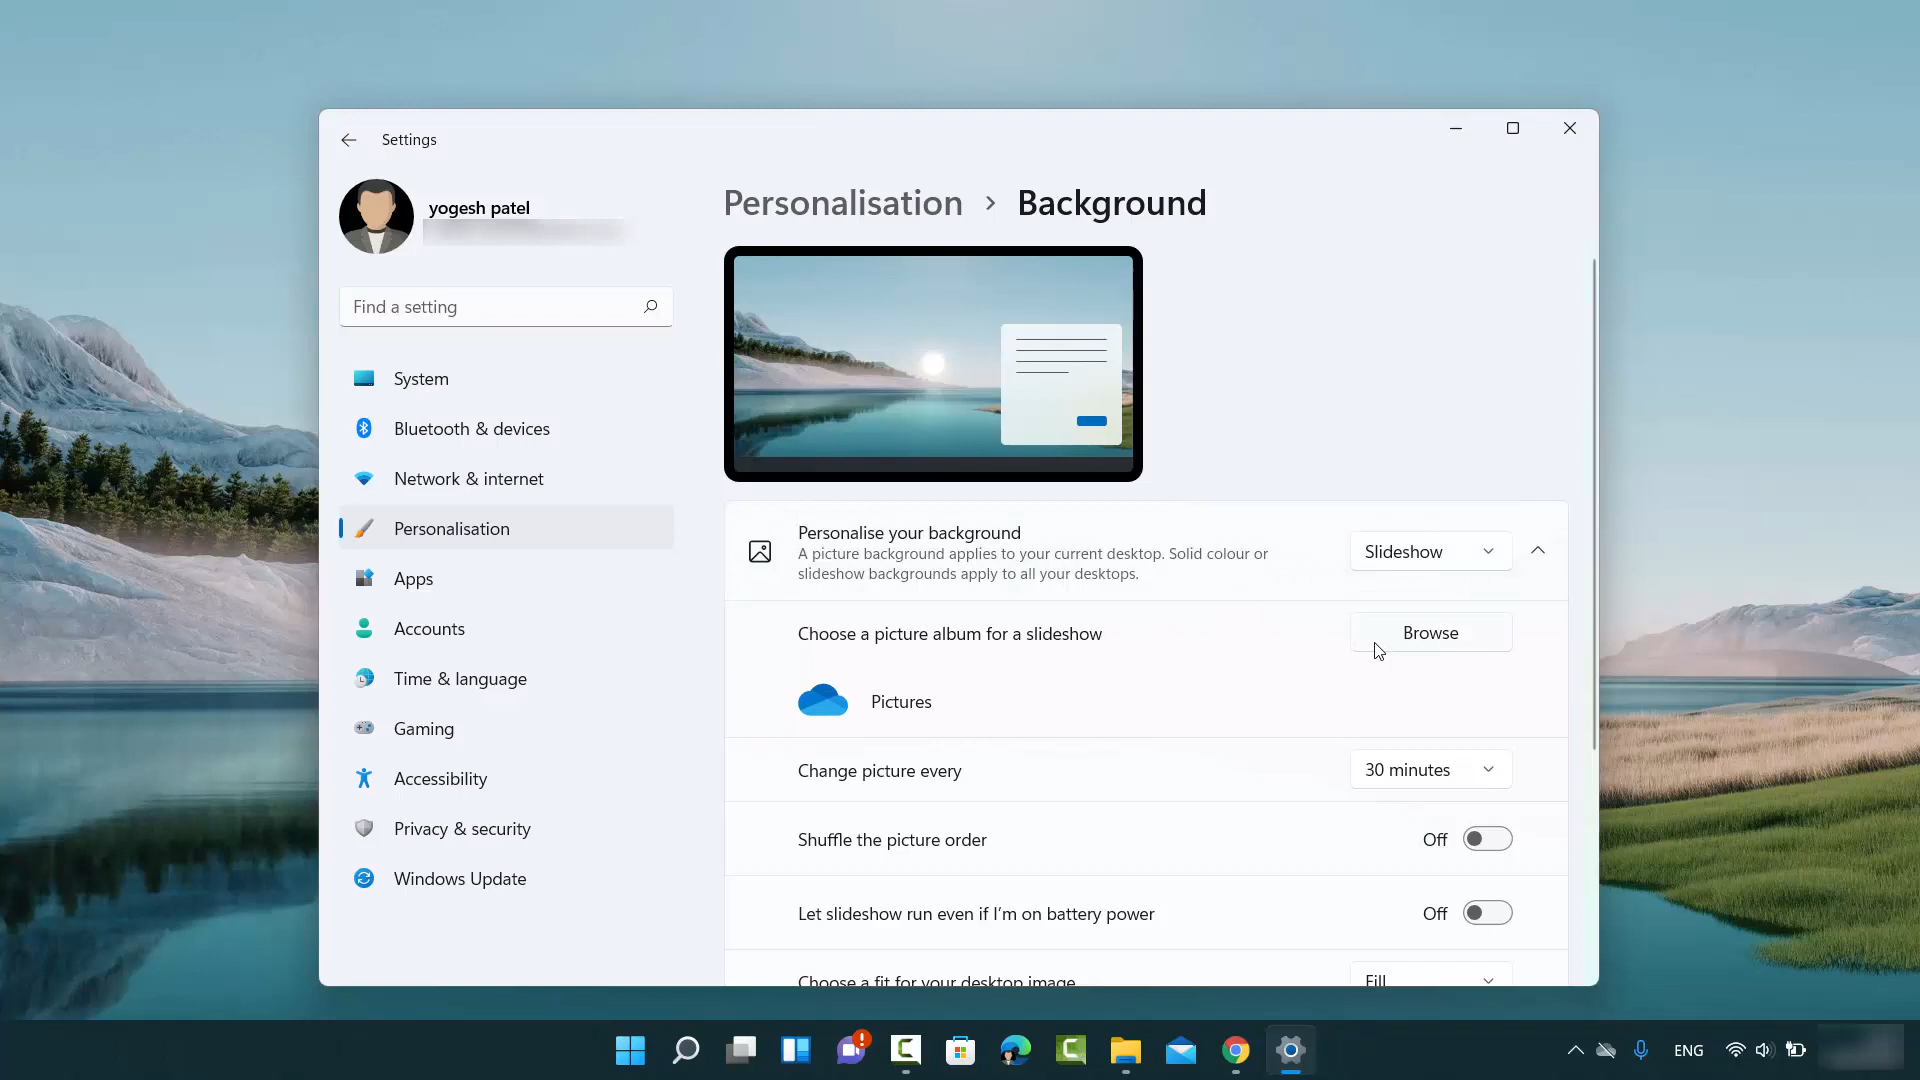 Settings
yogesh patel
Find a setting
System
Bluetooth & devices
Network & internet
Personalisation
Apps
Accounts
Time & language
Gaming
Accessibility
Privacy & security
Windows Update
Personalisation > Background
Personalise your background
A picture background applies to your current desktop. Solid colour or
slideshow backgrounds apply to all your desktops.
Slideshow
Choose a picture album for a slideshow
Browse
Pictures
Change picture every
30 minutes
Shuffle the picture order
Off
Let slideshow run even if I'm on battery power
Off
Choose a fit for your desktop image
Fill
ENG